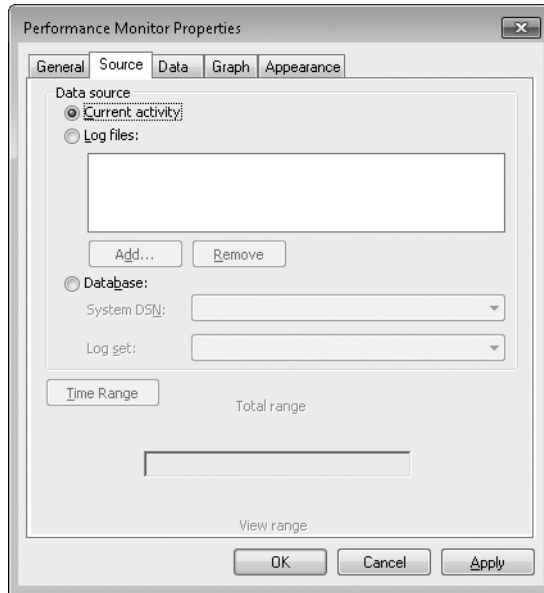 Performance Monitor Properties
General Source Data Graph Appearance
Data source
Current activity
Log files:
Add... Remove
Database:
System DSN:
Log set:
Time Range
Total range
View range
OK Cancel Apply